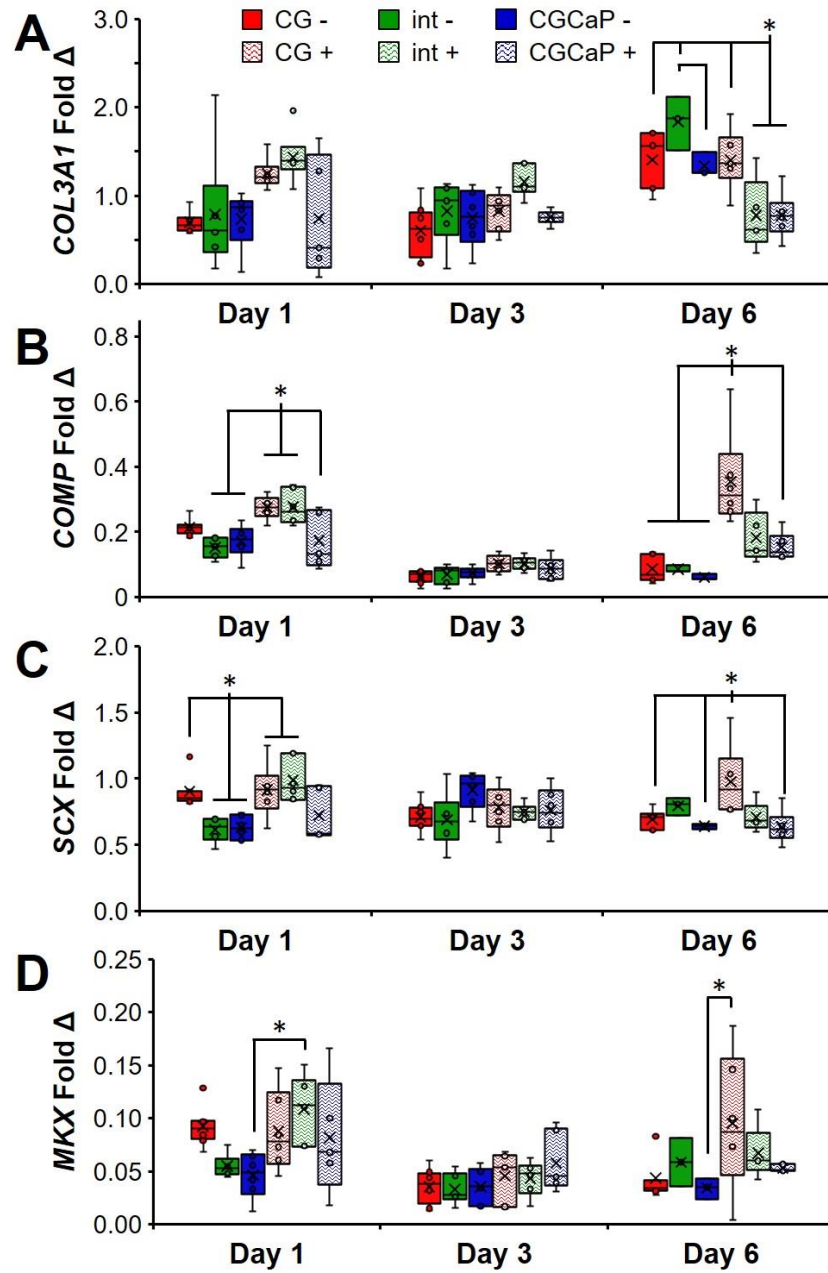 CG - int - CGCaP -
CG + int + CGCaP +
A
COL3A1 Fold Δ
3.0
2.0
1.0
0.0
*
Day 1 Day 3 Day 6
B
COMP Fold Δ
0.8
0.6
0.4
0.2
0
* *
Day 1 Day 3 Day 6
C
SCX Fold Δ
2.0
1.5
1.0
0.5
0.0
* *
Day 1 Day 3 Day 6
D
MKX Fold Δ
0.25
0.20
0.15
0.10
0.05
0.00
* *
Day 1 Day 3 Day 6